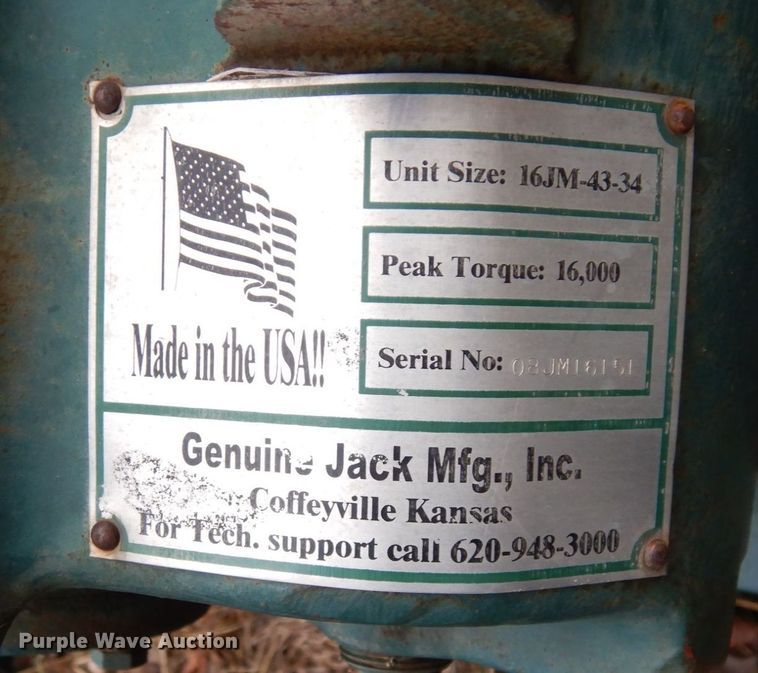 Unit Size: 16JM-43-34
Peak Torque: 16,000
Made in the USA!!
Serial No: 08JM16151
Genuine Jack Mfg., Inc.
Coffeyville Kansas
For Tech. support call 620-948-3000
Purple Wave Auction